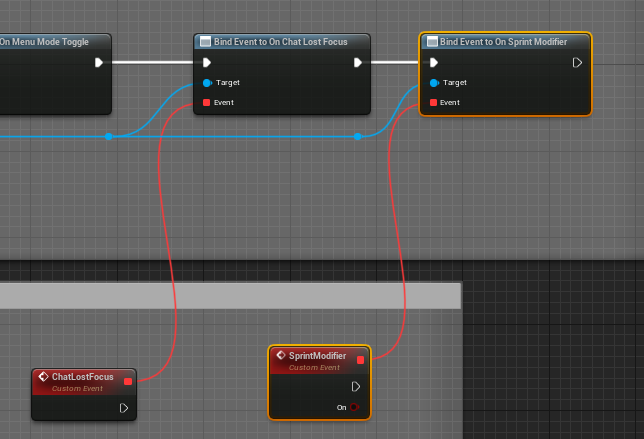 On Menu Mode Toggle
Bind Event to On Chat Lost Focus
Bind Event to On Sprint Modifier
Target
Target
Event
Event
SprintModifier
Custom Event
ChatLostFocus
Custom Event
On